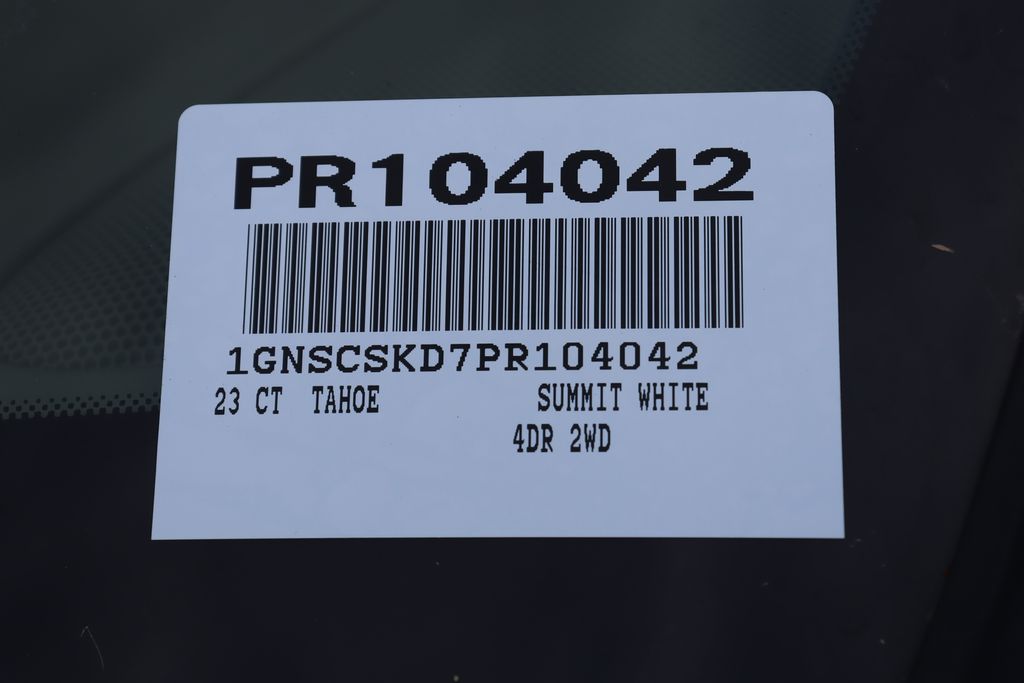 PR104042
1GNSCSKD7PR104042
23 CT TAHOE SUMMIT WHITE
4DR 2WD